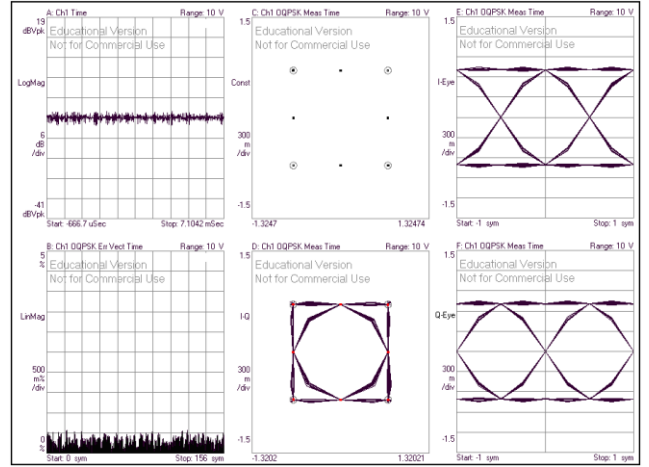 A: Ch1 Time Range: 10 V
19
dBVpk
Educational Version
Not for Commercial Use
LogMag
6
dB
/div
-41
dBVpk
Start: -666.7 uSec Stop: 7.1042 mSec
C: Ch1 OQPSK Meas Time Range: 10 V
1.5
Educational Version
Not for Commercial Use
Const
300
m
/div
-1.5
-1.3247 1.32474
E: Ch1 OQPSK Meas Time Range: 10 V
1.5
Educational Version
Not for Commercial Use
I-Eye
300
m
/div
-1.5
Start: -1 sym Stop: 1 sym
B: Ch1 OQPSK Err Vect Time Range: 10 V
5
%
Educational Version
Not for Commercial Use
LinMag
500
m%
/div
0
%
Start: 0 sym Stop: 156 sym
D: Ch1 OQPSK Meas Time Range: 10 V
1.5
Educational Version
Not for Commercial Use
I-Q
300
m
/div
-1.5
-1.3202 1.32021
F: Ch1 OQPSK Meas Time Range: 10 V
1.5
Educational Version
Not for Commercial Use
Q-Eye
300
m
/div
-1.5
Start: -1 sym Stop: 1 sym